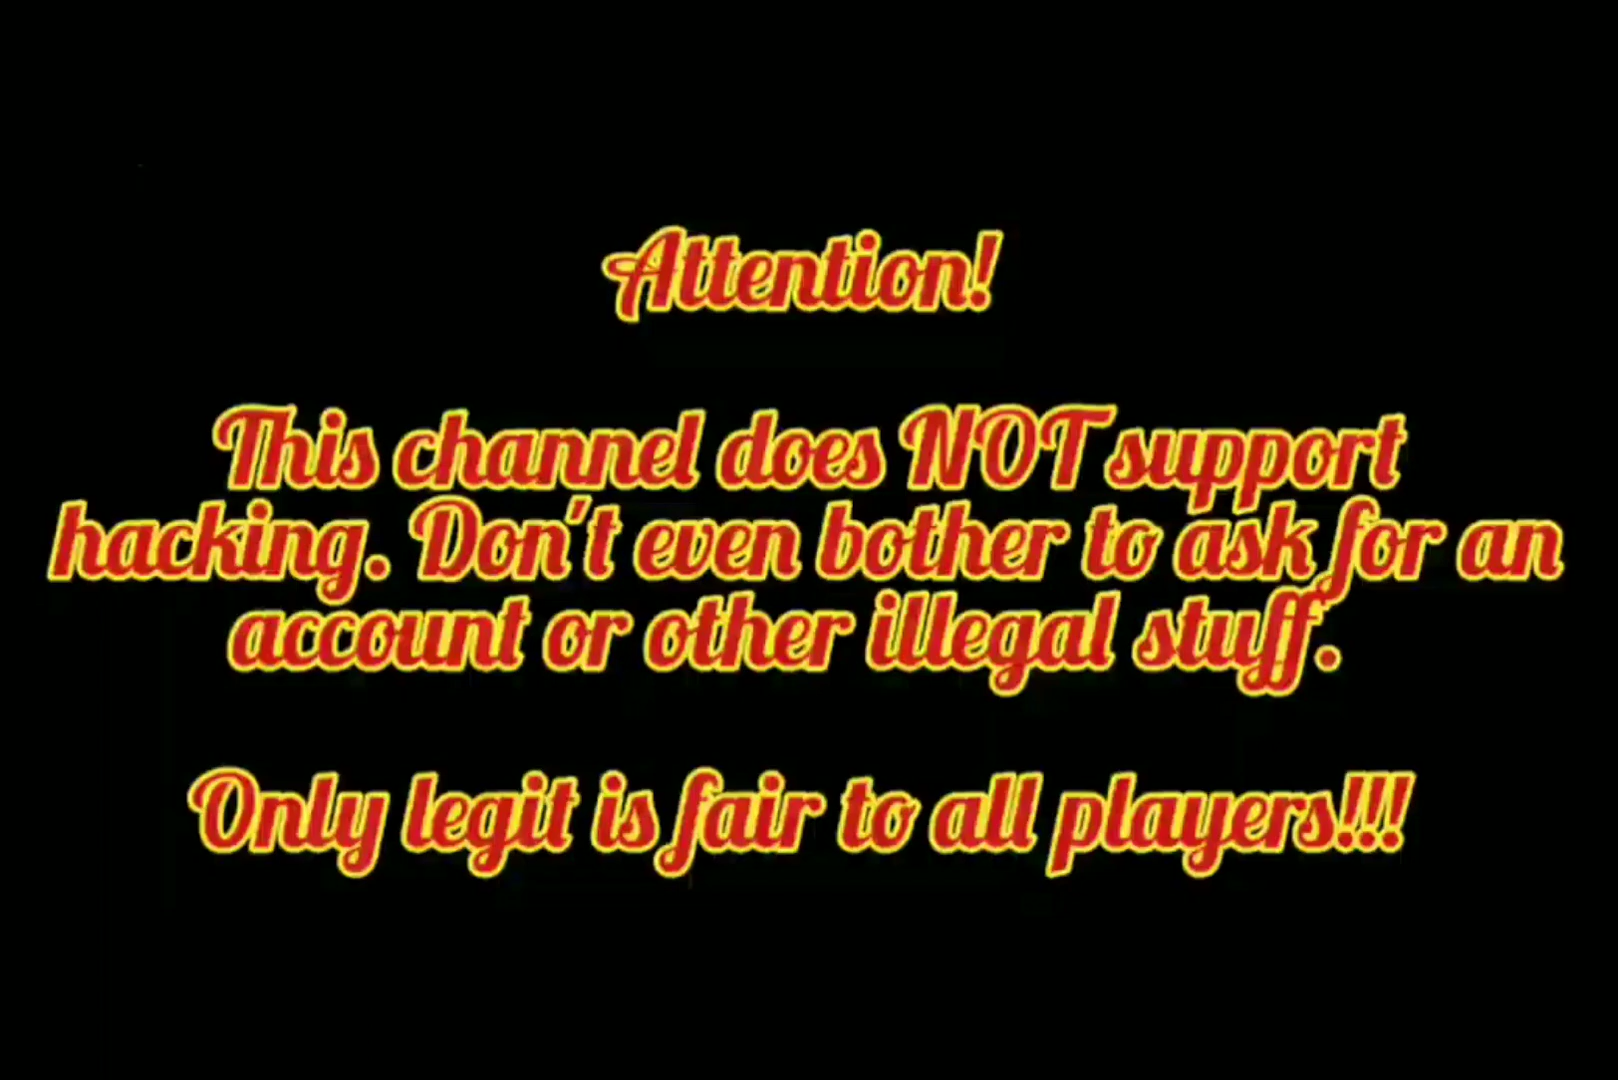 Attention!
This channel does NOT support
hacking. Don't even bother to ask for an
account or other illegal stuff.
Only legit is fair to all players!!!